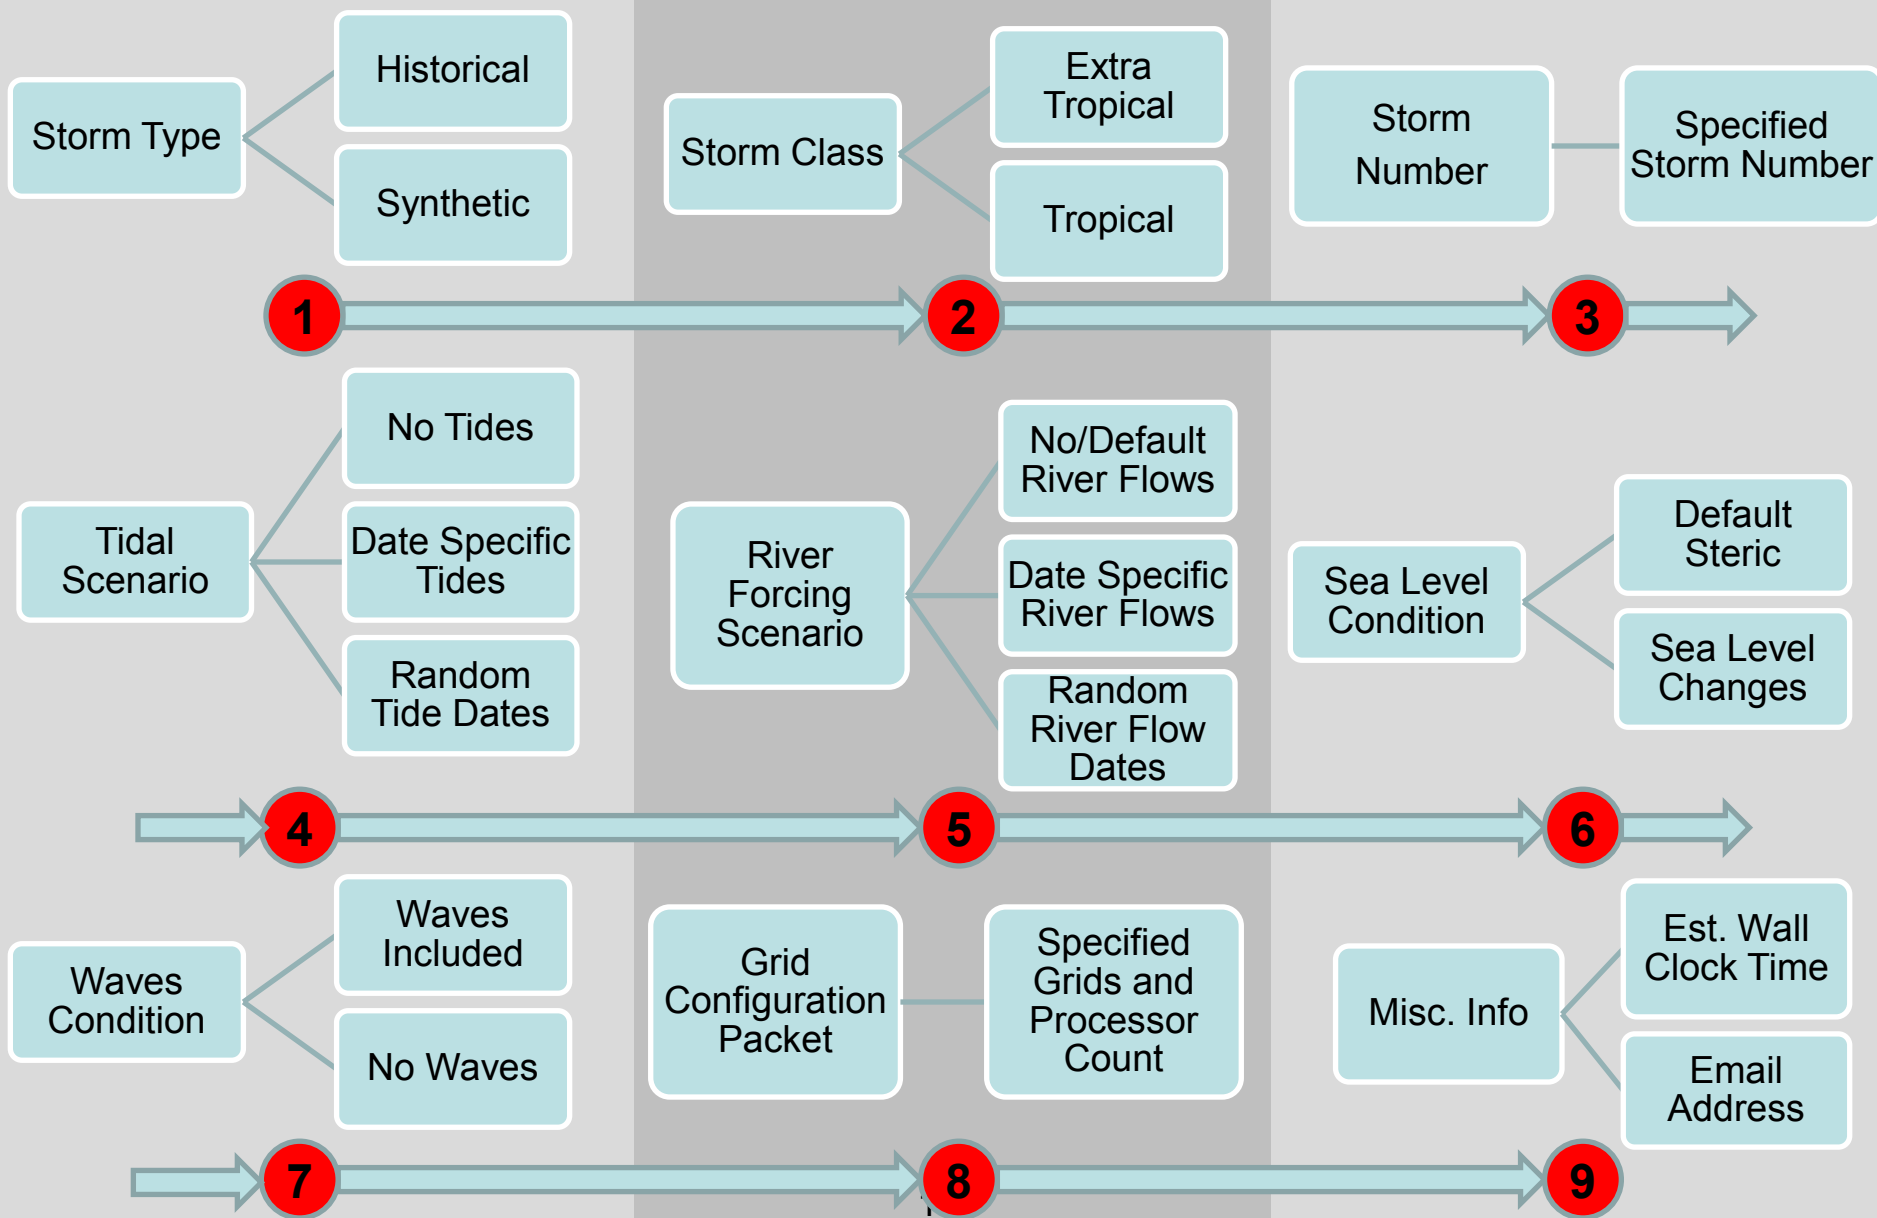 Storm Type
Historical
Synthetic
Storm Class
Extra
Tropical
Tropical
Storm
Number
Specified
Storm Number
1
2
3
Tidal
Scenario
No Tides
Date Specific
Tides
Random
Tide Dates
River
Forcing
Scenario
No/Default
River Flows
Date Specific
River Flows
Random
River Flow
Dates
Sea Level
Condition
Default
Steric
Sea Level
Changes
4
5
6
Waves
Condition
Waves
Included
No Waves
Grid
Configuration
Packet
Specified
Grids and
Processor
Count
Misc. Info
Est. Wall
Clock Time
Email
Address
7
8
9